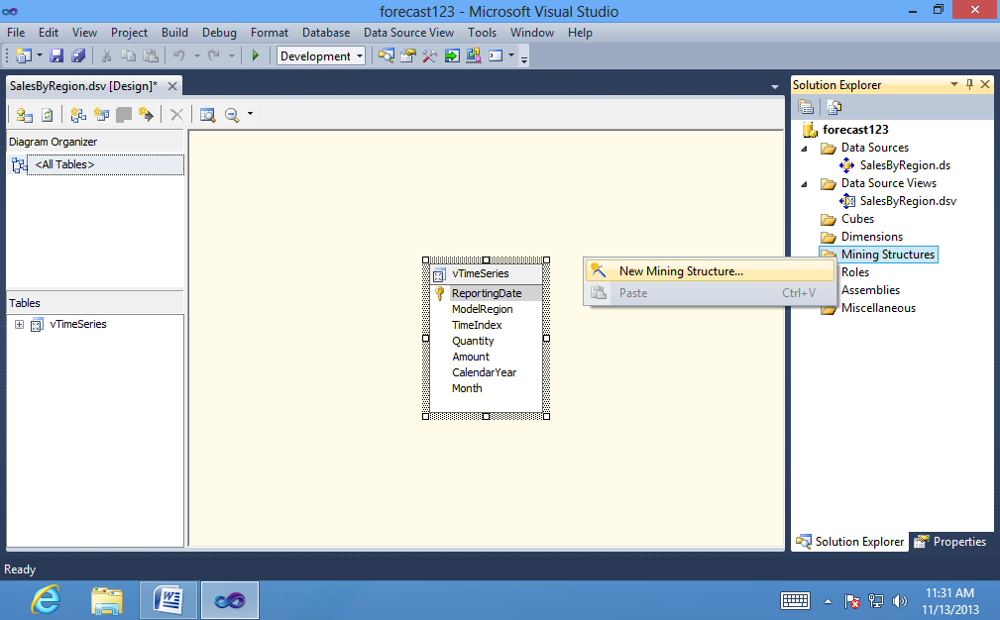 forecast123 - Microsoft Visual Studio
File Edit View Project Build Debug Format Database Data Source View Tools Window Help
Development
SalesByRegion.dsv [Design]*
Diagram Organizer
<All Tables>
Tables
vTimeSeries
vTimeSeries
ReportingDate
ModelRegion
TimeIndex
Quantity
Amount
CalendarYear
Month
New Mining Structure...
Paste Ctrl+V
Solution Explorer
forecast123
Data Sources
SalesByRegion.ds
Data Source Views
SalesByRegion.dsv
Cubes
Dimensions
Mining Structures
Roles
Assemblies
Miscellaneous
Solution Explorer Properties
Ready
11:31 AM
11/13/2013